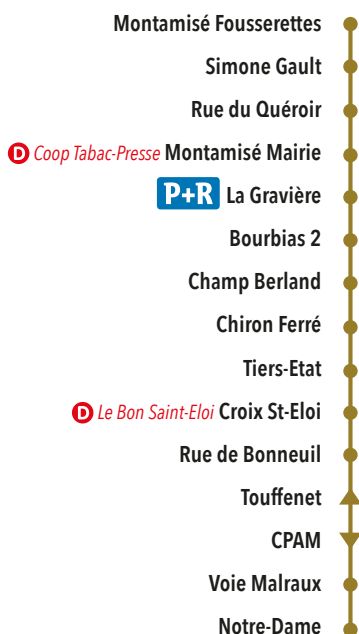 Montamisé Fousserettes
Simone Gault
Rue du Quéroir
D Coop Tabac-Presse Montamisé Mairie
P+R La Gravière
Bourbias 2
Champ Berland
Chiron Ferré
Tiers-Etat
D Le Bon Saint-Eloi Croix St-Eloi
Rue de Bonneuil
Touffenet
CPAM
Voie Malraux
Notre-Dame